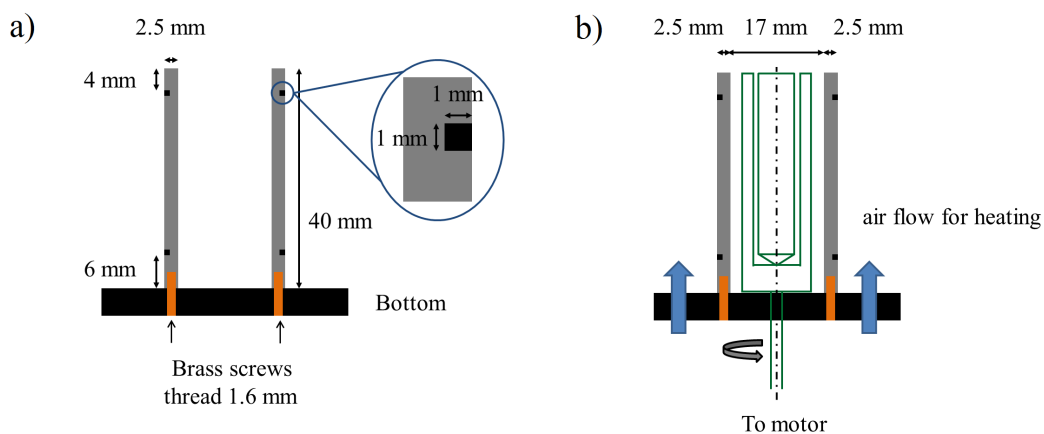 a)
2.5 mm
4 mm
1 mm
1 mm
40 mm
6 mm
Bottom
Brass screws
thread 1.6 mm
b)
2.5 mm 17 mm 2.5 mm
air flow for heating
To motor